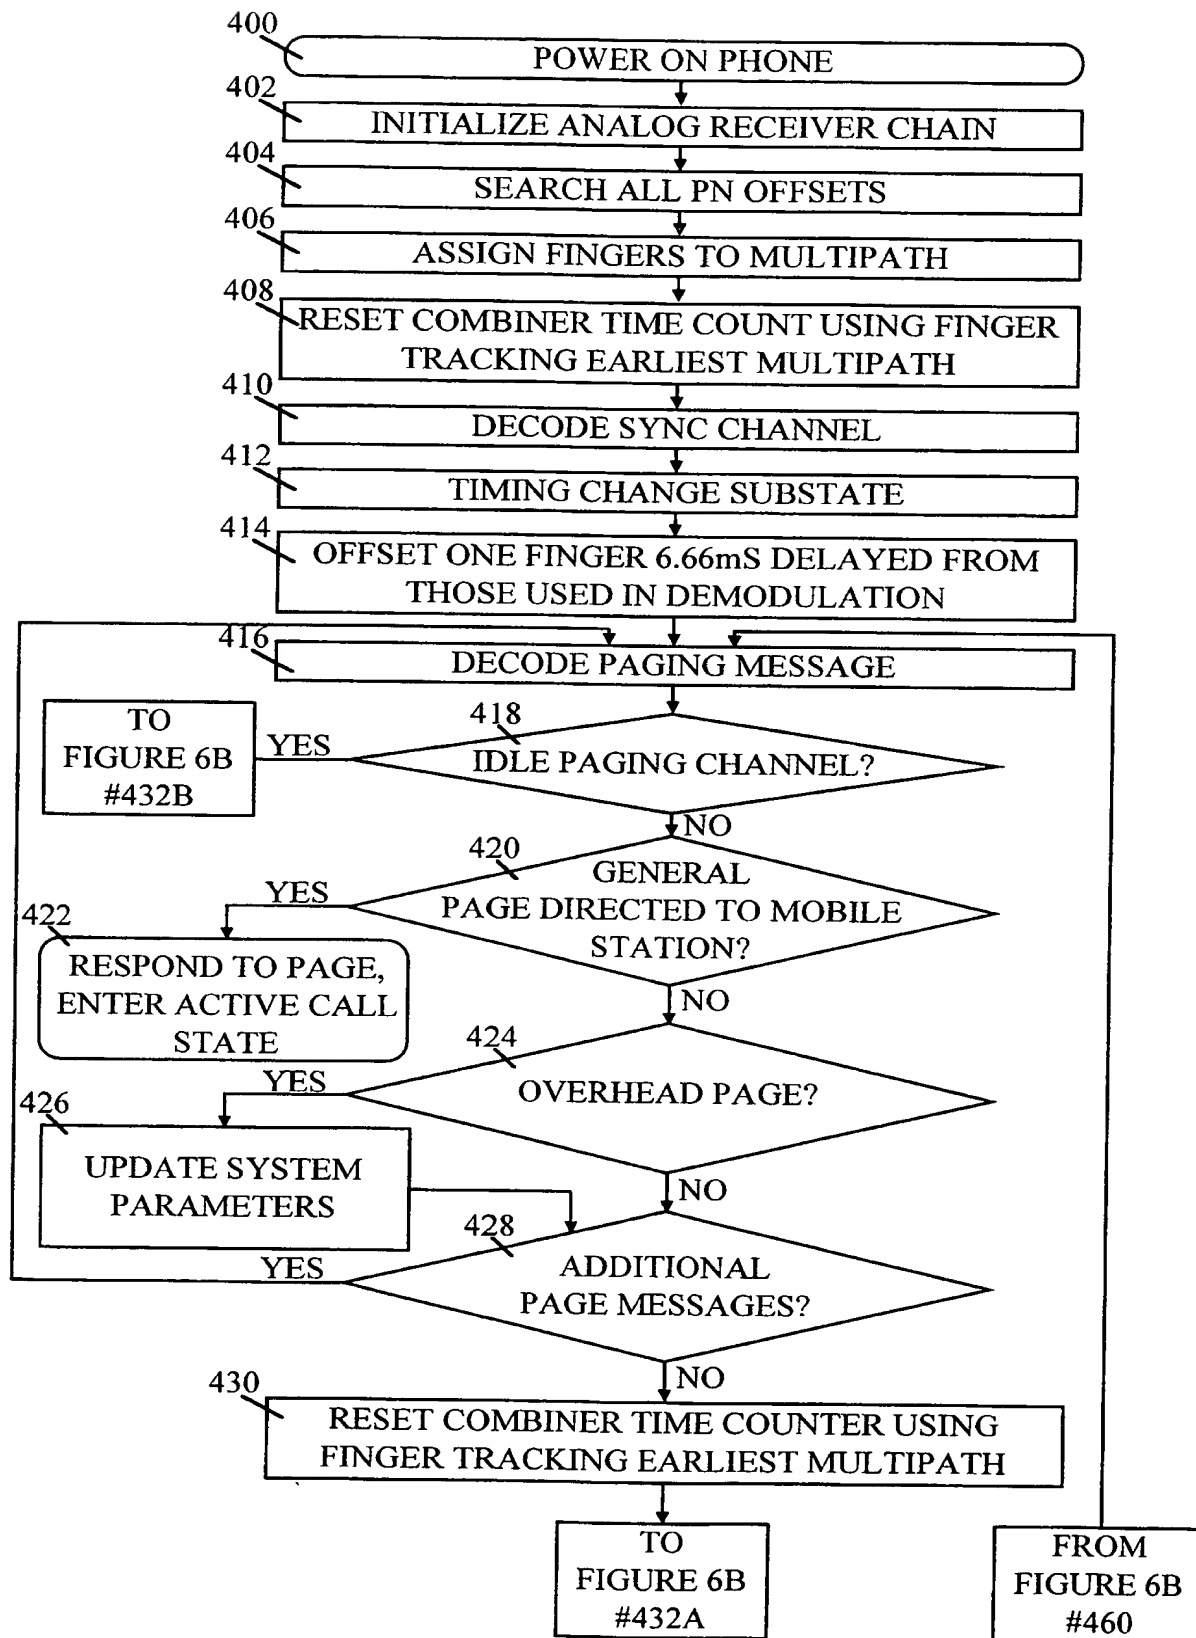 400
POWER ON PHONE
402
INITIALIZE ANALOG RECEIVER CHAIN
404
SEARCH ALL PN OFFSETS
406
ASSIGN FINGERS TO MULTIPATH
408
RESET COMBINER TIME COUNT USING FINGER
TRACKING EARLIEST MULTIPATH
410
DECODE SYNC CHANNEL
412
TIMING CHANGE SUBSTATE
414
OFFSET ONE FINGER 6.66mS DELAYED FROM
THOSE USED IN DEMODULATION
416
DECODE PAGING MESSAGE
418
IDLE PAGING CHANNEL?
YES
TO
FIGURE 6B
#432B
NO
420
GENERAL
PAGE DIRECTED TO MOBILE
STATION?
YES
422
RESPOND TO PAGE,
ENTER ACTIVE CALL
STATE
NO
424
OVERHEAD PAGE?
YES
426
UPDATE SYSTEM
PARAMETERS
NO
428
ADDITIONAL
PAGE MESSAGES?
YES
NO
430
RESET COMBINER TIME COUNTER USING
FINGER TRACKING EARLIEST MULTIPATH
TO
FIGURE 6B
#432A
FROM
FIGURE 6B
#460